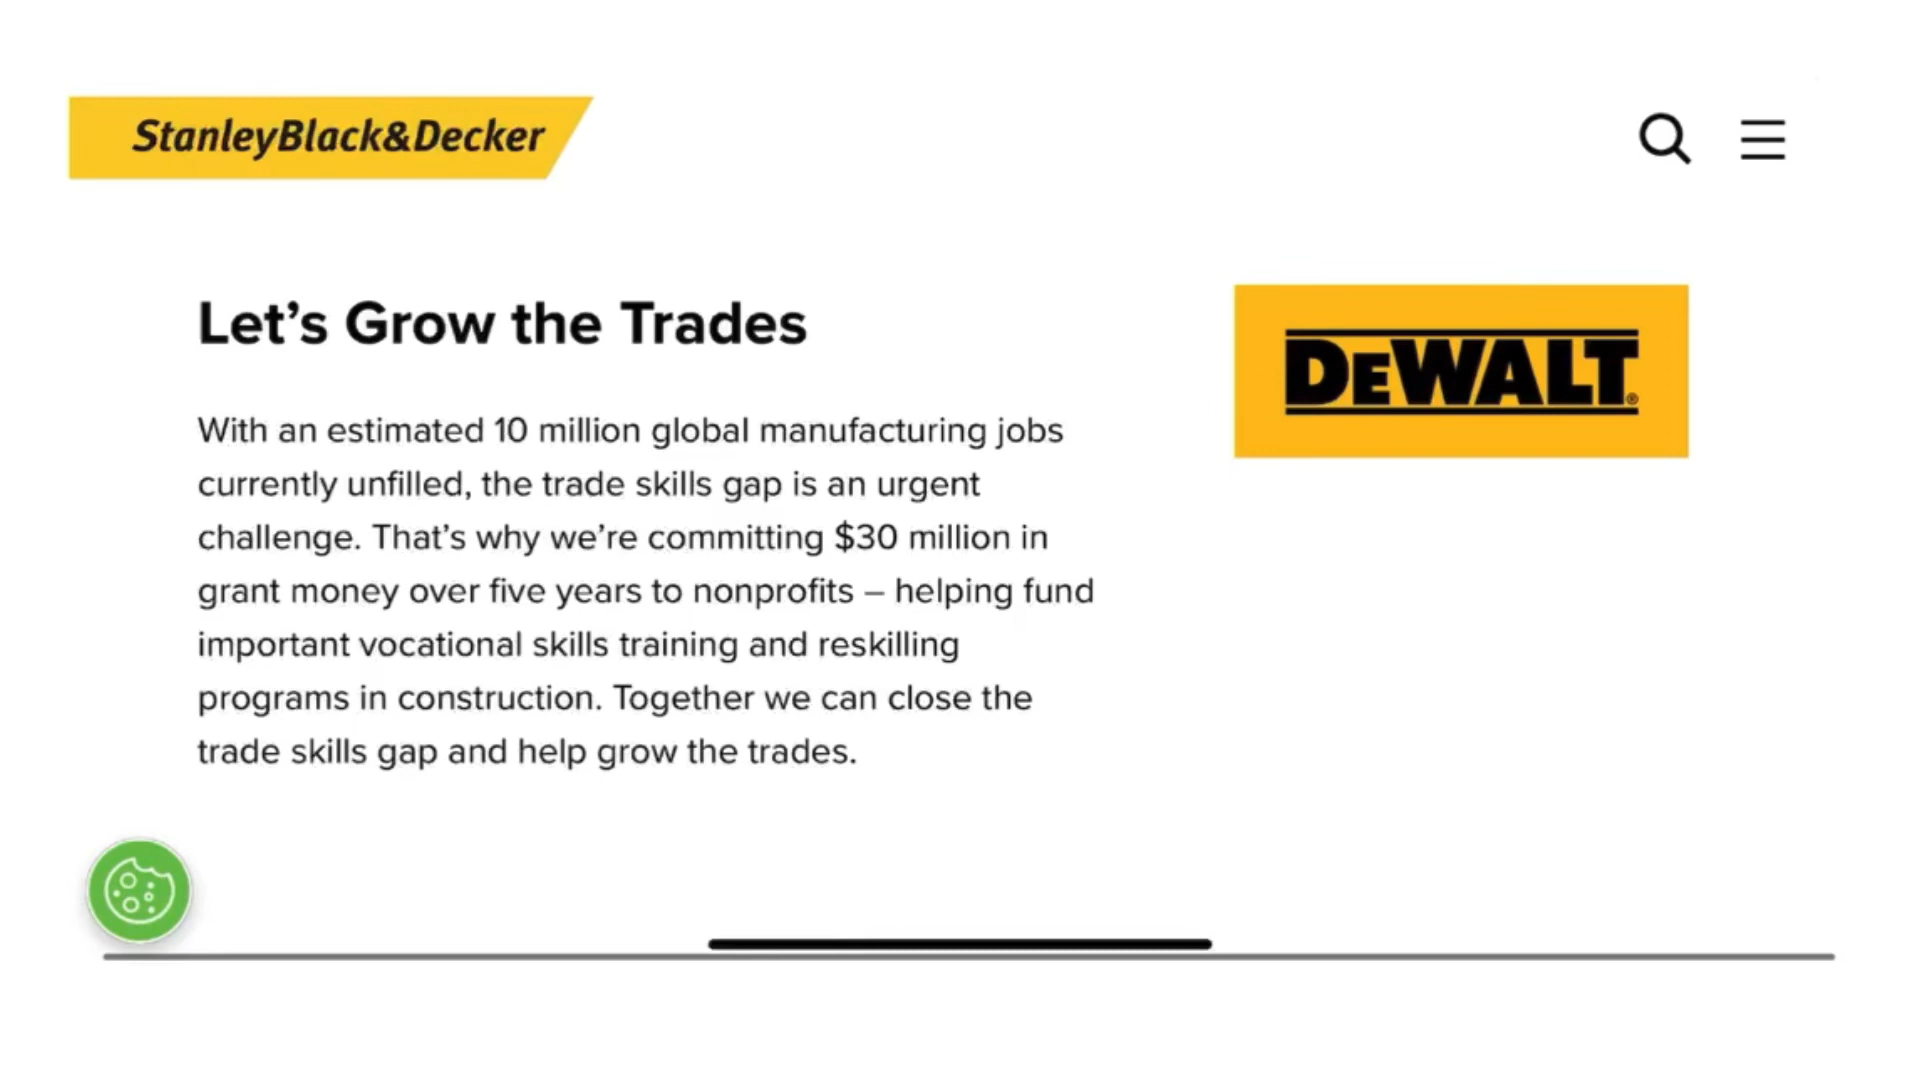 StanleyBlack&Decker
Let’s Grow the Trades
DEWALT®
With an estimated 10 million global manufacturing jobs
currently unfilled, the trade skills gap is an urgent
challenge. That’s why we’re committing $30 million in
grant money over five years to nonprofits – helping fund
important vocational skills training and reskilling
programs in construction. Together we can close the
trade skills gap and help grow the trades.